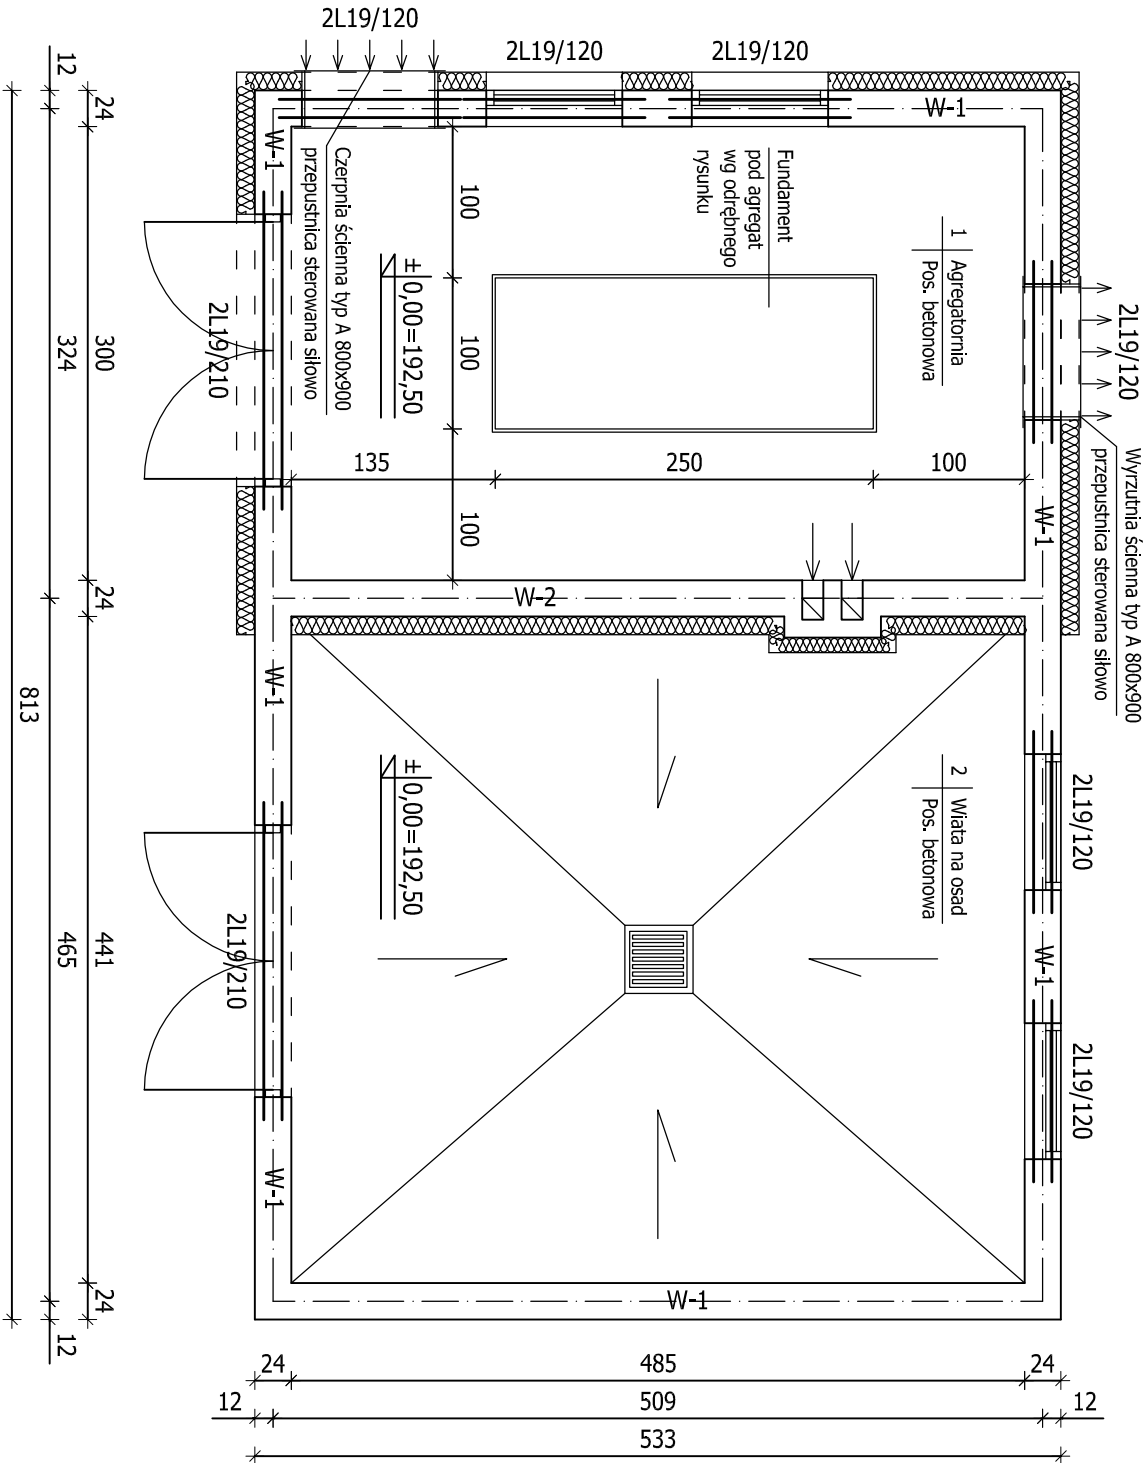 2L19/120
2L19/120
2L19/120
2L19/120
Wyrzutnia ścienna typ A 800x900
przepustnica sterowana siłowo
Czerpnia ścienna typ A 800x900
przepustnica sterowana siłowo
Fundament
pod agregat
wg odrębnego
rysunku
1 Agregatornia
Pos. betonowa
±0,00=192,50
W-1
W-1
W-1
100
100
100
135
250
100
2L19/210
W-2
W-1
2 Wiata na osad
Pos. betonowa
±0,00=192,50
2L19/120
W-1
2L19/120
2L19/210
W-1
W-1
12
24
300
324
24
813
441
465
24
12
24
485
24
12
509
12
533